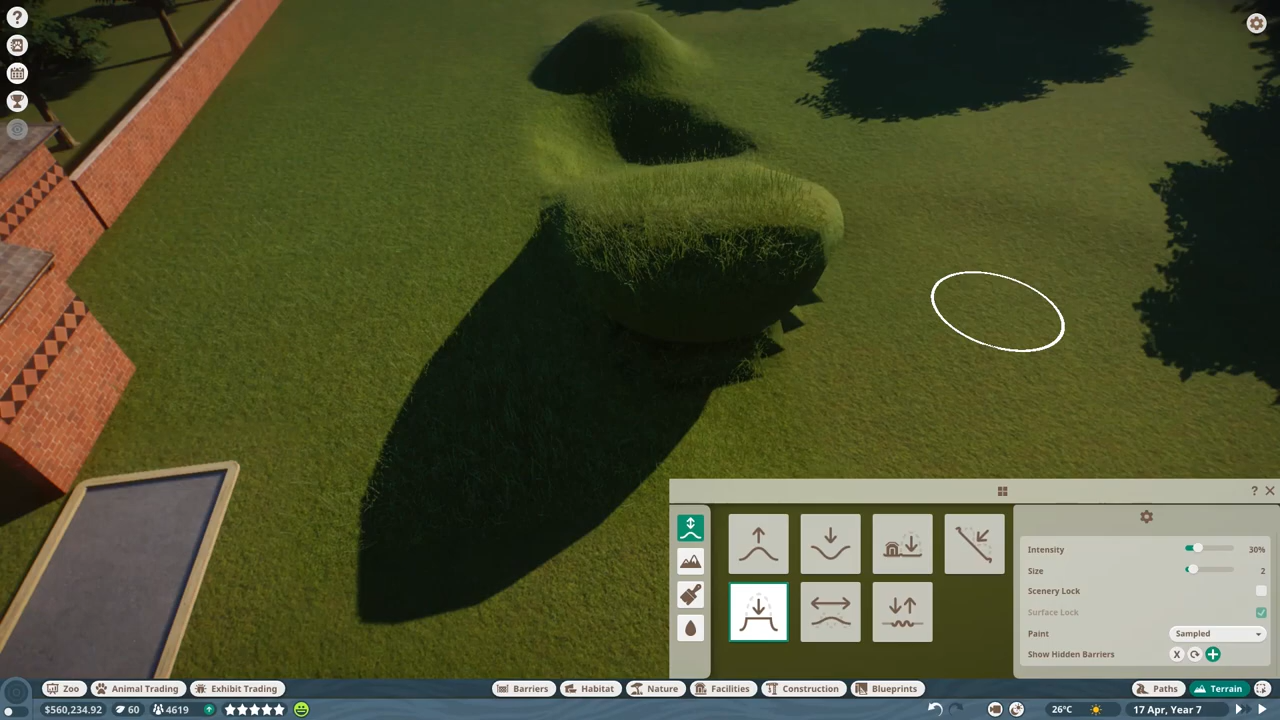 ?
? X
Intensity 30%
Size 2
Scenery Lock
Surface Lock
Paint Sampled
Show Hidden Barriers X
Zoo Animal Trading Exhibit Trading Barriers Habitat Nature Facilities Construction Blueprints Paths Terrain
$560,234.92 60 4619 26°C 17 Apr, Year 7